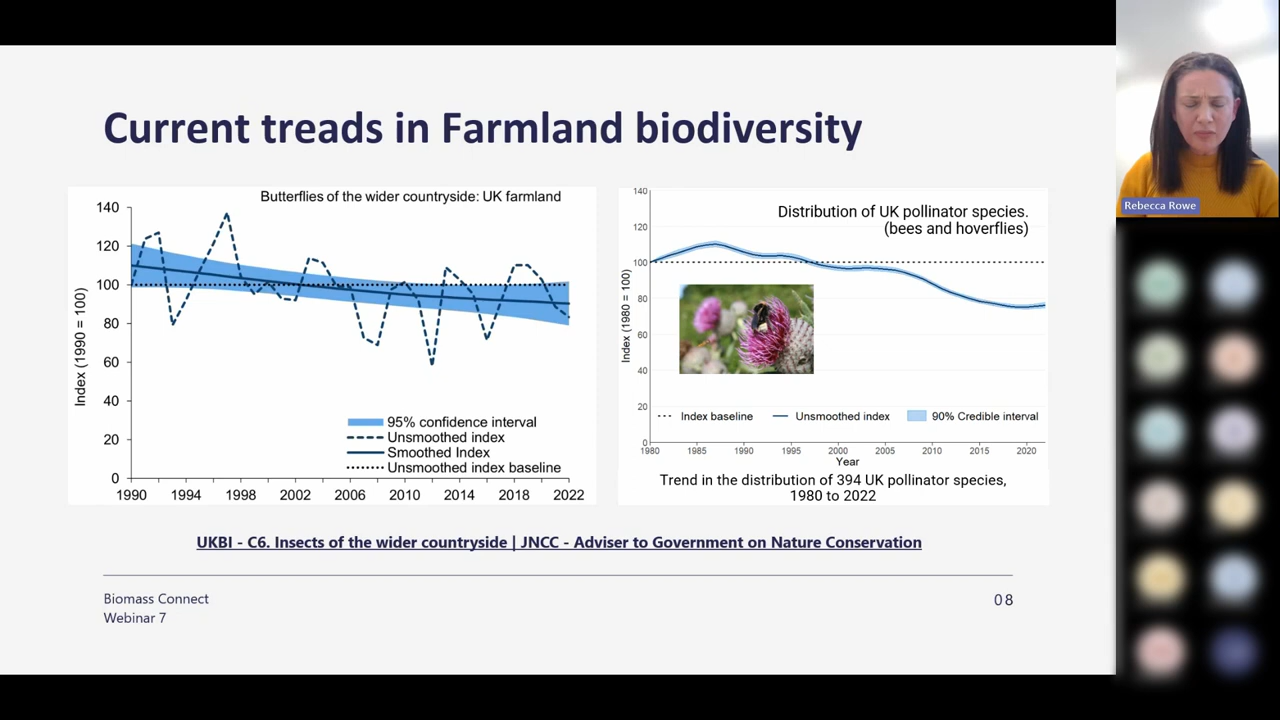 Current treads in Farmland biodiversity
Butterflies of the wider countryside: UK farmland
140
120
100
80
60
40
20
0
Index (1990 = 100)
95% confidence interval
Unsmoothed index
Smoothed Index
Unsmoothed index baseline
1990 1994 1998 2002 2006 2010 2014 2018 2022
Distribution of UK pollinator species.
(bees and hoverflies)
140
120
100
80
60
40
20
0
Index (1980 = 100)
Index baseline Unsmoothed index 90% Credible interval
1980 1985 1990 1995 2000 2005 2010 2015 2020
Year
Trend in the distribution of 394 UK pollinator species,
1980 to 2022
UKBI - C6. Insects of the wider countryside | JNCC - Adviser to Government on Nature Conservation
Biomass Connect
Webinar 7
08
Rebecca Rowe